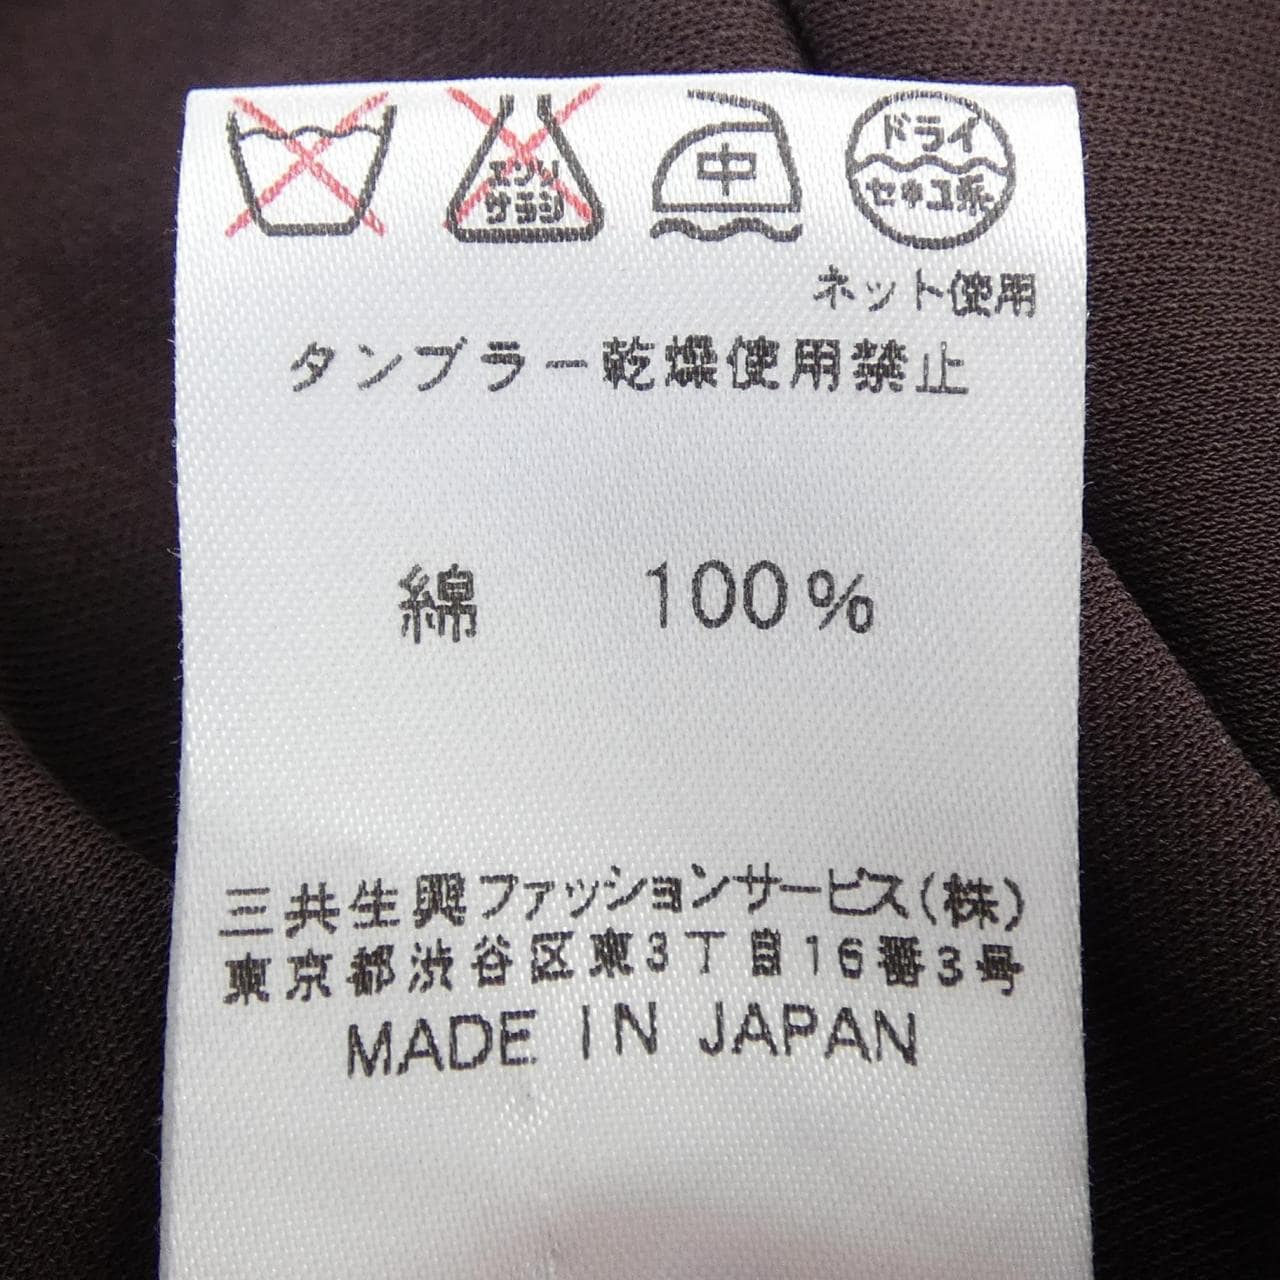 エンソ
サラシ
中
ドライ
セキユ系
ネット使用
タンブラー乾燥使用禁止
綿 100%
三共生興ファッションサービス(株)
東京都渋谷区東3丁目16番3号
MADE IN JAPAN